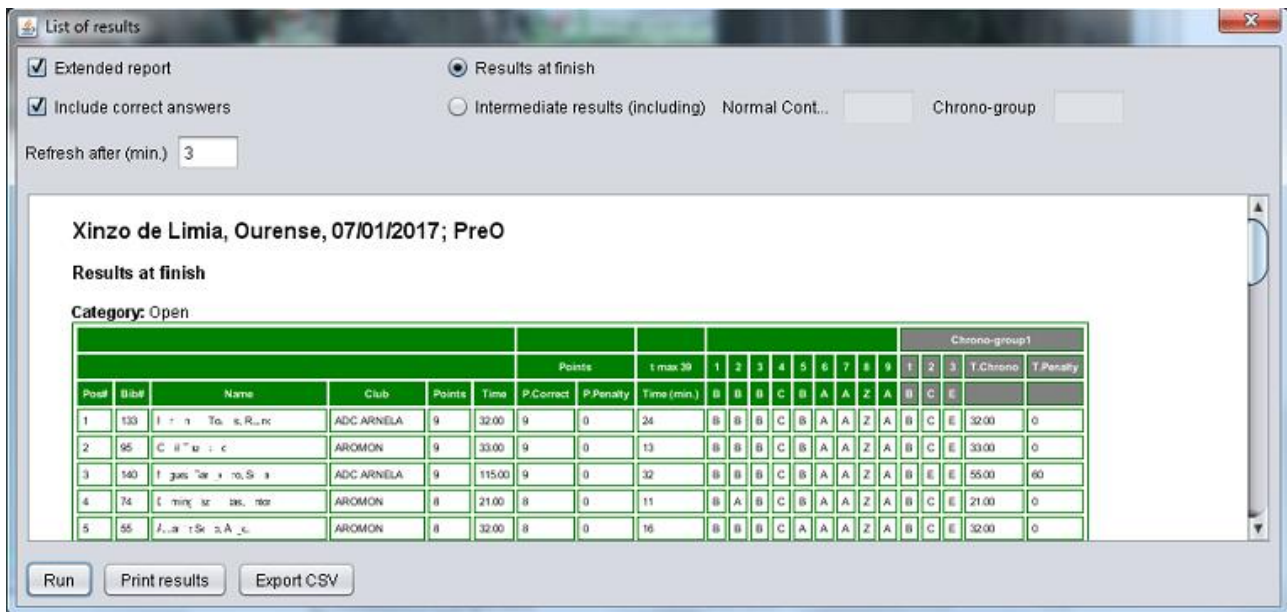 List of results
Extended report Results at finish
Include correct answers Intermediate results (including) Normal Cont... Chrono-group
Refresh after (min.) 3
Xinzo de Limia, Ourense, 07/01/2017; PreO
Results at finish
Category: Open
Chrono-group1
Points t max 39 1 2 3 4 5 6 7 8 9 1 2 3 T.Chrono T.Penalty
Pos# Bib# Name Club Points Time P.Correct P.Penalty Time (min.) B B B C B A A Z A B C E
1 133 ADC ARNELA 9 32.00 9 0 24 B B B C B A A Z A B C E 32.00 0
2 95 AROMON 9 33.00 9 0 13 B B B C B A A Z A B C E 33.00 0
3 140 ADC ARNELA 9 115.00 9 0 32 B B B C B A A Z A B E E 55.00 60
4 74 AROMON 8 21.00 8 0 11 B A B C B A A Z A B C E 21.00 0
5 55 AROMON 8 32.00 8 0 16 B B B C A A A Z A B C E 32.00 0
Run Print results Export CSV